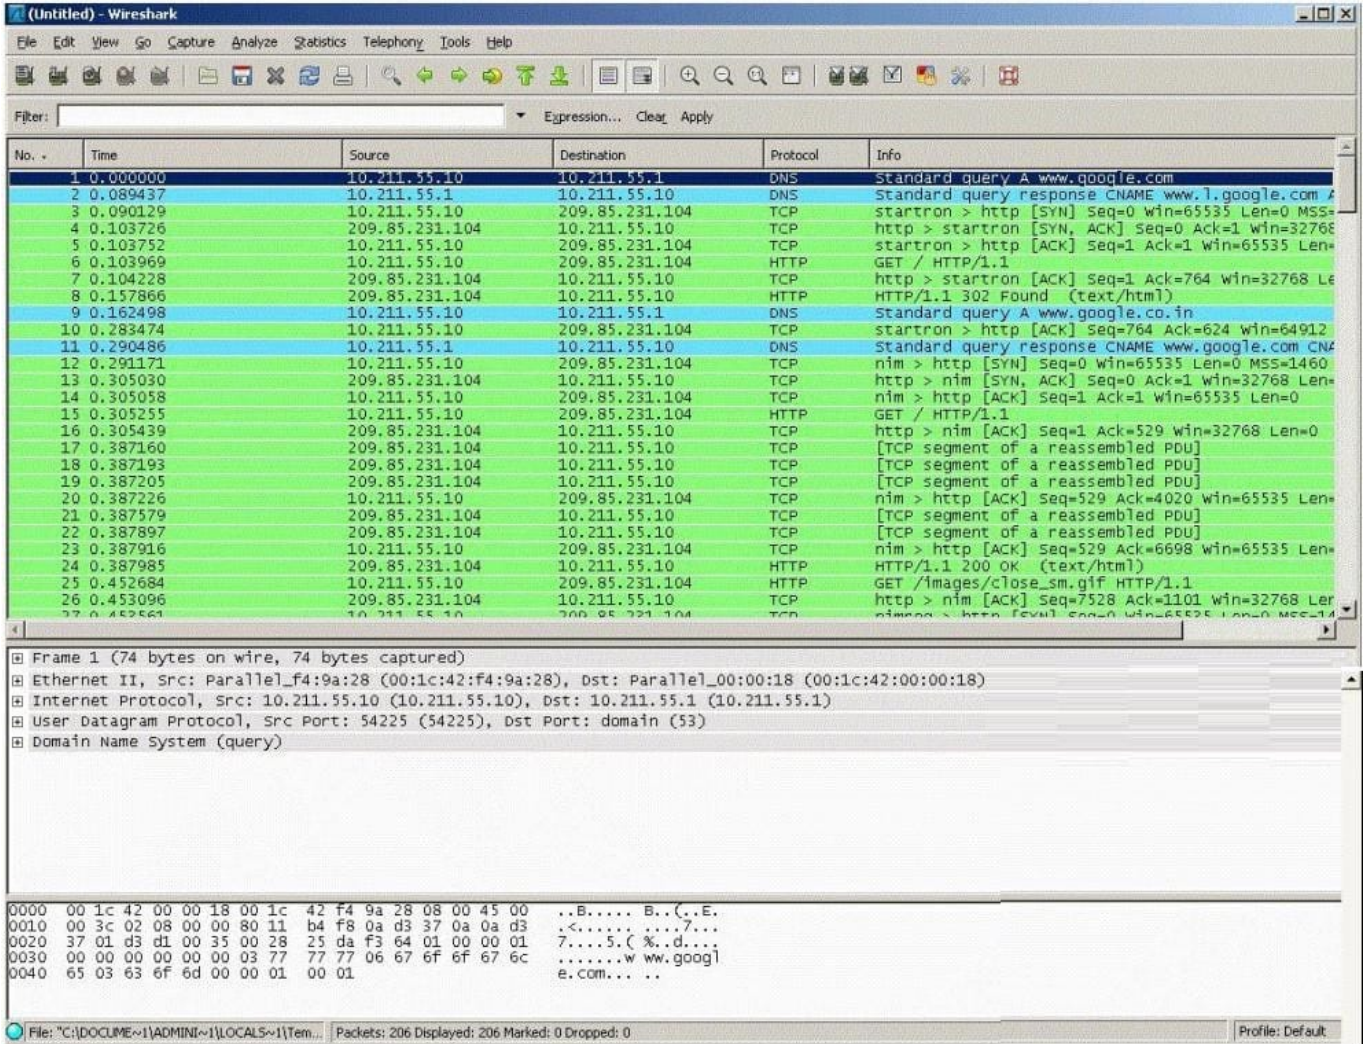 (Untitled) - Wireshark
File Edit View Go Capture Analyze Statistics Telephony Tools Help
Filter: Expression... Clear Apply
No. . Time Source Destination Protocol Info
1 0.000000 10.211.55.10 10.211.55.1 DNS Standard query A www.google.com
2 0.089437 10.211.55.1 10.211.55.10 DNS Standard query response CNAME www.l.google.com A
3 0.090129 10.211.55.10 209.85.231.104 TCP startron > http [SYN] Seq=0 Win=65535 Len=0 MSS=
4 0.103726 209.85.231.104 10.211.55.10 TCP http > startron [SYN, ACK] Seq=0 Ack=1 Win=32768
5 0.103752 10.211.55.10 209.85.231.104 TCP startron > http [ACK] Seq=1 Ack=1 Win=65535 Len=
6 0.103969 10.211.55.10 209.85.231.104 HTTP GET / HTTP/1.1
7 0.104228 209.85.231.104 10.211.55.10 TCP http > startron [ACK] Seq=1 Ack=764 Win=32768 Le
8 0.157866 209.85.231.104 10.211.55.10 HTTP HTTP/1.1 302 Found (text/html)
9 0.162498 10.211.55.10 10.211.55.1 DNS Standard query A www.google.co.in
10 0.283474 10.211.55.10 209.85.231.104 TCP startron > http [ACK] Seq=764 Ack=624 Win=64912
11 0.290486 10.211.55.1 10.211.55.10 DNS Standard query response CNAME www.google.com CNA
12 0.291171 10.211.55.10 209.85.231.104 TCP nim > http [SYN] Seq=0 Win=65535 Len=0 MSS=1460
13 0.305030 209.85.231.104 10.211.55.10 TCP http > nim [SYN, ACK] Seq=0 Ack=1 Win=32768 Len=
14 0.305058 10.211.55.10 209.85.231.104 TCP nim > http [ACK] Seq=1 Ack=1 Win=65535 Len=0
15 0.305255 10.211.55.10 209.85.231.104 HTTP GET / HTTP/1.1
16 0.305439 209.85.231.104 10.211.55.10 TCP http > nim [ACK] Seq=1 Ack=529 Win=32768 Len=0
17 0.387160 209.85.231.104 10.211.55.10 TCP [TCP segment of a reassembled PDU]
18 0.387193 209.85.231.104 10.211.55.10 TCP [TCP segment of a reassembled PDU]
19 0.387205 209.85.231.104 10.211.55.10 TCP [TCP segment of a reassembled PDU]
20 0.387226 10.211.55.10 209.85.231.104 TCP nim > http [ACK] Seq=529 Ack=4020 Win=65535 Len=
21 0.387579 209.85.231.104 10.211.55.10 TCP [TCP segment of a reassembled PDU]
22 0.387897 209.85.231.104 10.211.55.10 TCP [TCP segment of a reassembled PDU]
23 0.387916 10.211.55.10 209.85.231.104 TCP nim > http [ACK] Seq=529 Ack=6698 Win=65535 Len=
24 0.387985 209.85.231.104 10.211.55.10 HTTP HTTP/1.1 200 OK (text/html)
25 0.452684 10.211.55.10 209.85.231.104 HTTP GET /images/close_sm.gif HTTP/1.1
26 0.453096 209.85.231.104 10.211.55.10 TCP http > nim [ACK] Seq=7528 Ack=1101 Win=32768 Len
Frame 1 (74 bytes on wire, 74 bytes captured)
Ethernet II, Src: Parallel_f4:9a:28 (00:1c:42:f4:9a:28), Dst: Parallel_00:00:18 (00:1c:42:00:00:18)
Internet Protocol, Src: 10.211.55.10 (10.211.55.10), Dst: 10.211.55.1 (10.211.55.1)
User Datagram Protocol, Src Port: 54225 (54225), Dst Port: domain (53)
Domain Name System (query)
0000 00 1c 42 00 00 18 00 1c 42 f4 9a 28 08 00 45 00 ..B..... B..(..E.
0010 00 3c 02 08 00 00 80 11 b4 f8 0a d3 37 0a 0a d3 .<...... ....7...
0020 37 01 d3 d1 00 35 00 28 25 da f3 64 01 00 00 01 7....5.( %..d....
0030 00 00 00 00 00 00 03 77 77 77 06 67 6f 6f 67 6c .......w ww.googl
0040 65 03 63 6f 6d 00 00 01 00 01 e.com... ..
File: "C:\DOCUME~1\ADMINI~1\LOCALS~1\Tem... Packets: 206 Displayed: 206 Marked: 0 Dropped: 0 Profile: Default